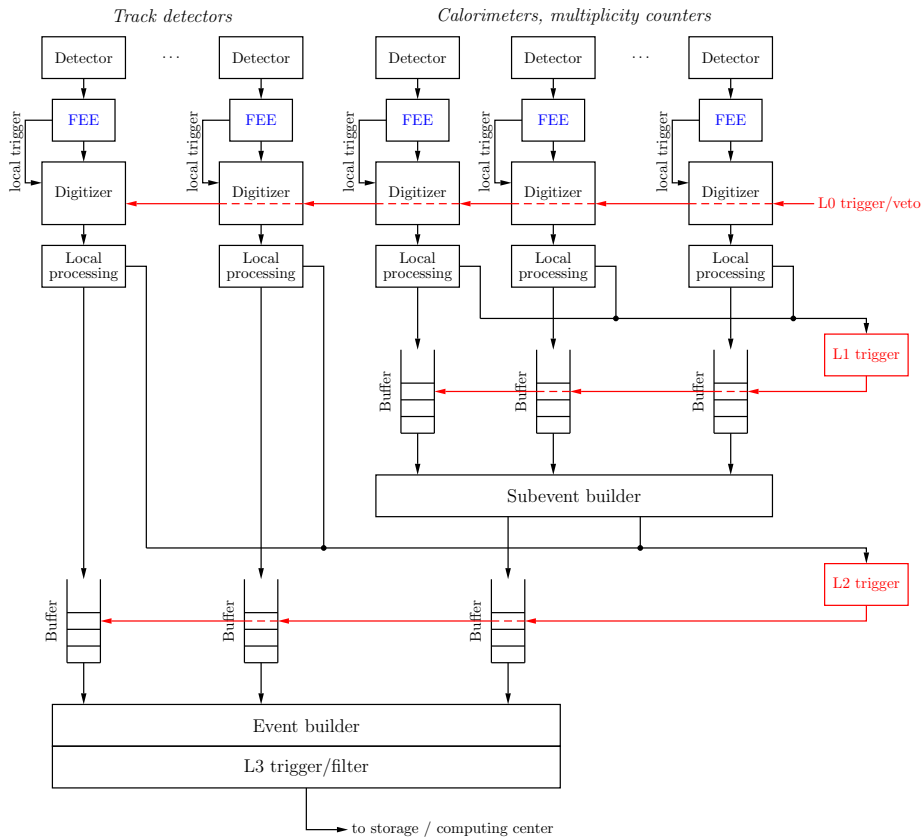 Track detectors
Calorimeters, multiplicity counters
Detector
...
Detector
Detector
Detector
...
Detector
FEE
FEE
FEE
FEE
FEE
local trigger
local trigger
local trigger
local trigger
local trigger
Digitizer
Digitizer
Digitizer
Digitizer
Digitizer
L0 trigger/veto
Local
processing
Local
processing
Local
processing
Local
processing
Local
processing
L1 trigger
Buffer
Buffer
Buffer
Subevent builder
L2 trigger
Buffer
Buffer
Buffer
Event builder
L3 trigger/filter
to storage / computing center